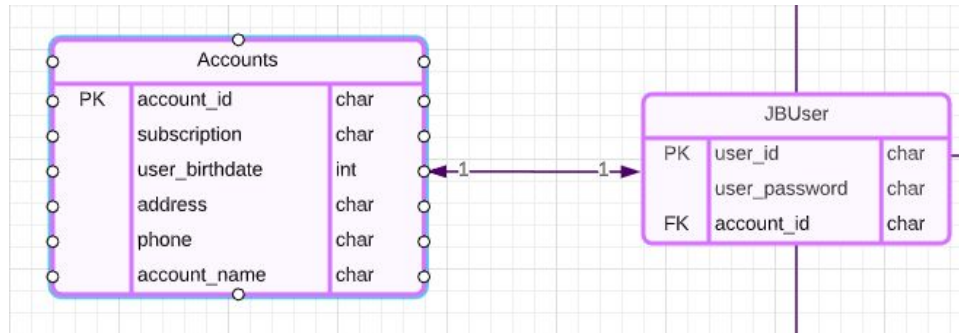 Accounts
PK account_id char
subscription char
user_birthdate int
address char
phone char
account_name char
1 1
JBUser
PK user_id char
user_password char
FK account_id char